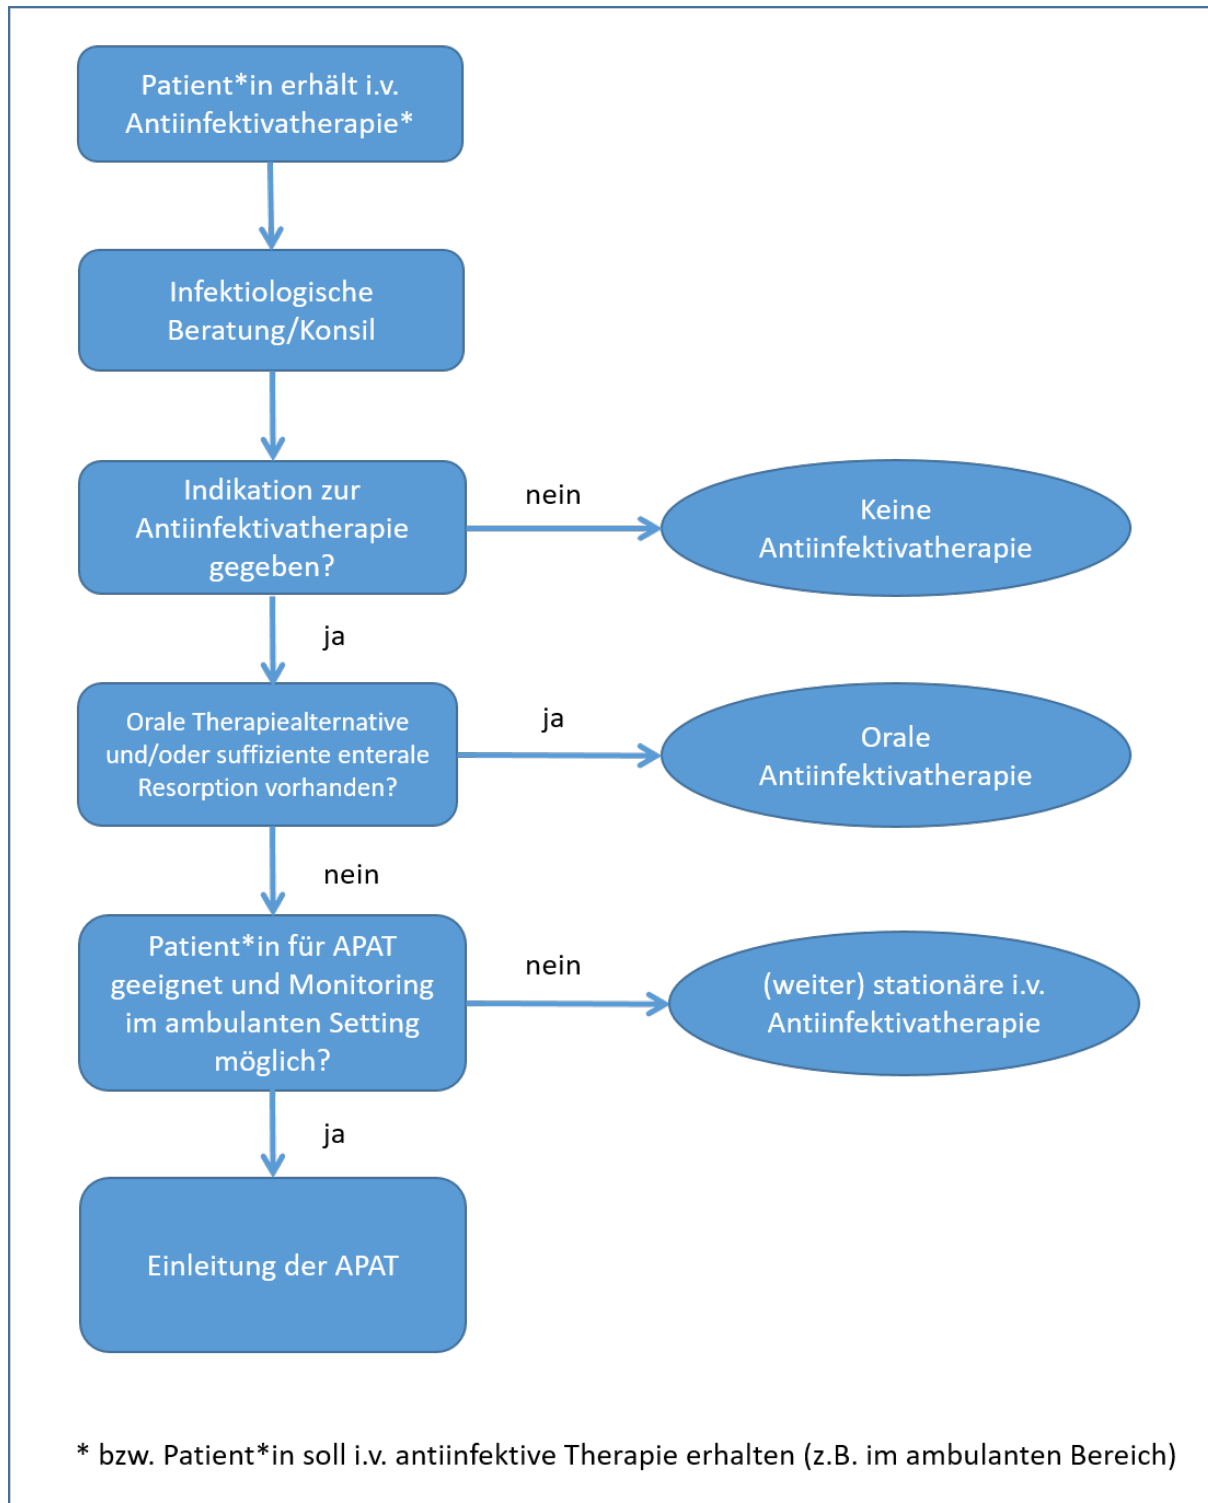 Patient*in erhält i.v.
Antiinfektivatherapie*
Infektiologische
Beratung/Konsil
Indikation zur
Antiinfektivatherapie
gegeben?
nein
Keine
Antiinfektivatherapie
ja
Orale Therapiealternative
und/oder suffiziente enterale
Resorption vorhanden?
ja
Orale
Antiinfektivatherapie
nein
Patient*in für APAT
geeignet und Monitoring
im ambulanten Setting
möglich?
nein
(weiter) stationäre i.v.
Antiinfektivatherapie
ja
Einleitung der APAT
* bzw. Patient*in soll i.v. antiinfektive Therapie erhalten (z.B. im ambulanten Bereich)